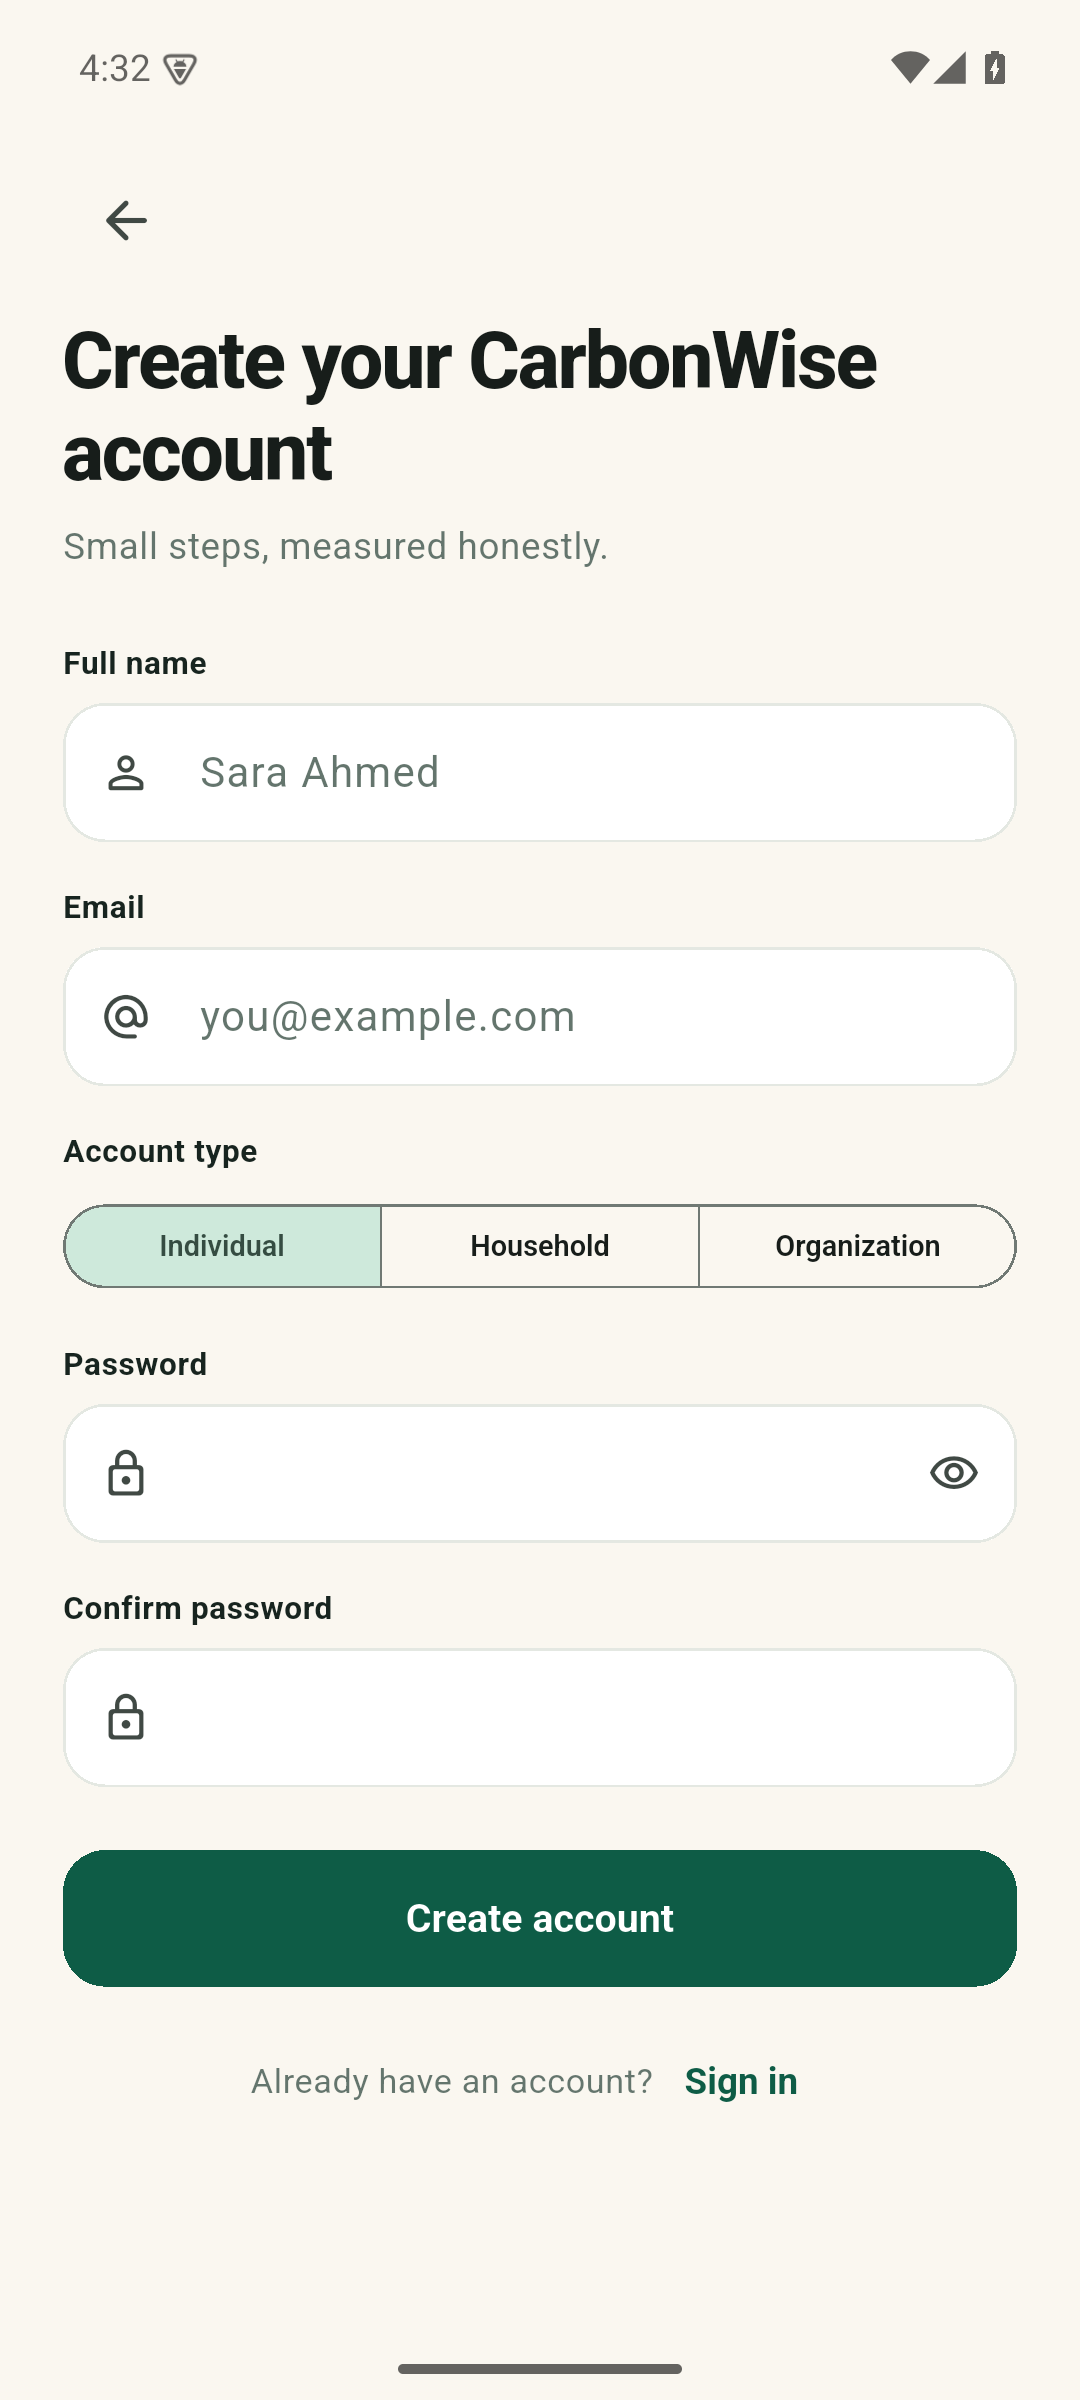 4:32
Create your CarbonWise
account
Small steps, measured honestly.
Full name
Sara Ahmed
Email
you@example.com
Account type
Individual Household Organization
Password
Confirm password
Create account
Already have an account? Sign in